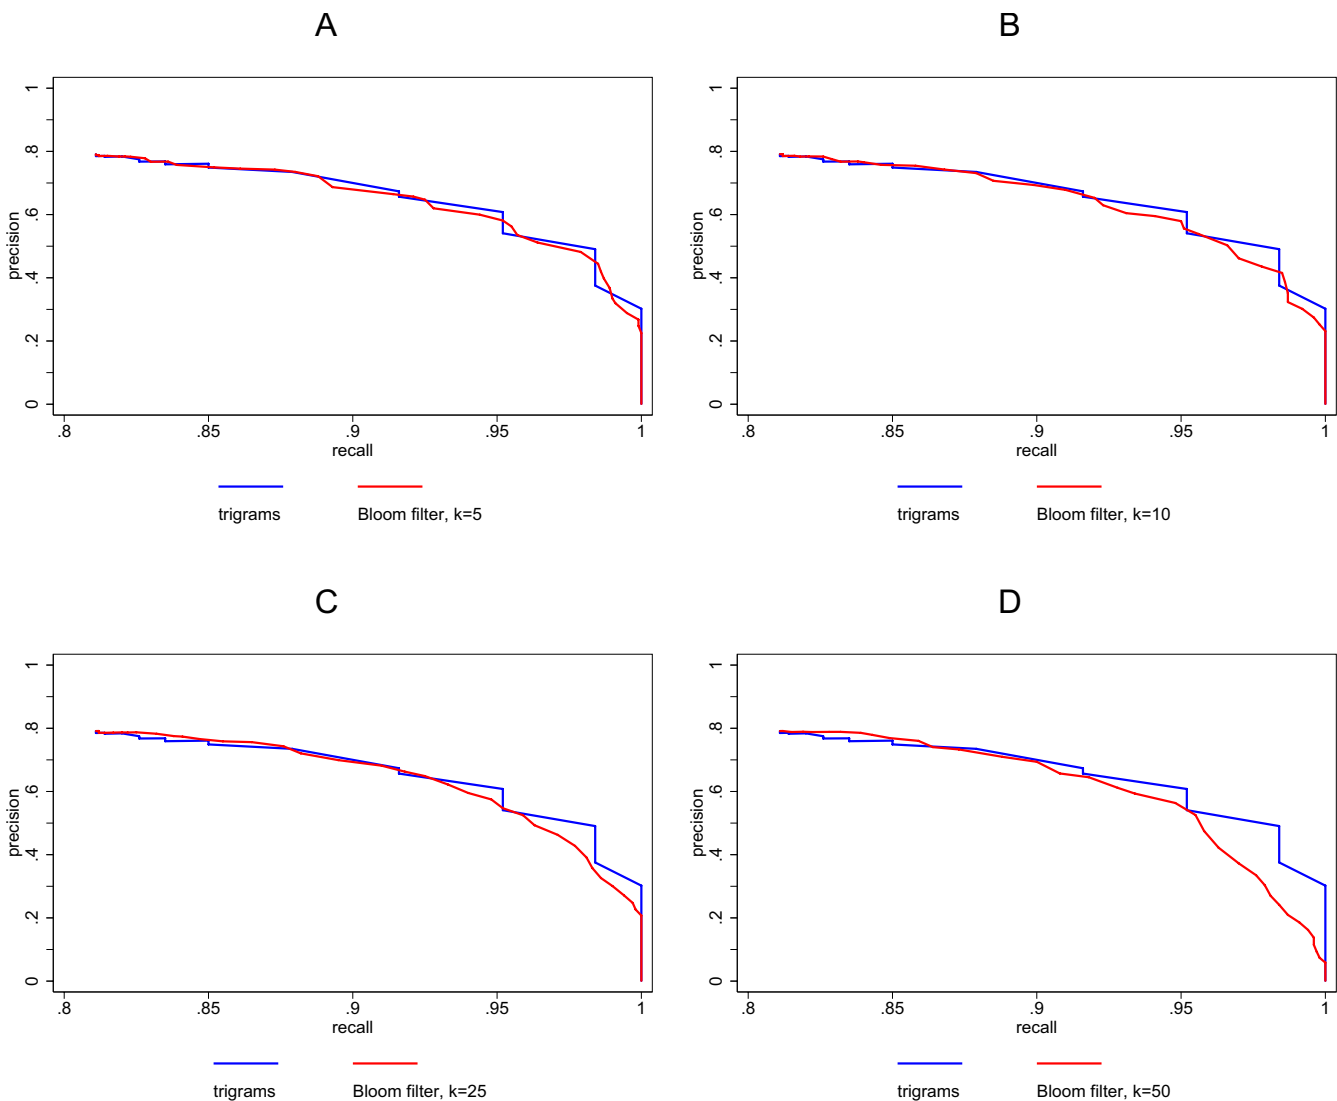 A
precision
1
.8
.6
.4
.2
0
.8 .85 .9 .95 1
recall
trigrams Bloom filter, k=5
B
precision
1
.8
.6
.4
.2
0
.8 .85 .9 .95 1
recall
trigrams Bloom filter, k=10
C
precision
1
.8
.6
.4
.2
0
.8 .85 .9 .95 1
recall
trigrams Bloom filter, k=25
D
precision
1
.8
.6
.4
.2
0
.8 .85 .9 .95 1
recall
trigrams Bloom filter, k=50